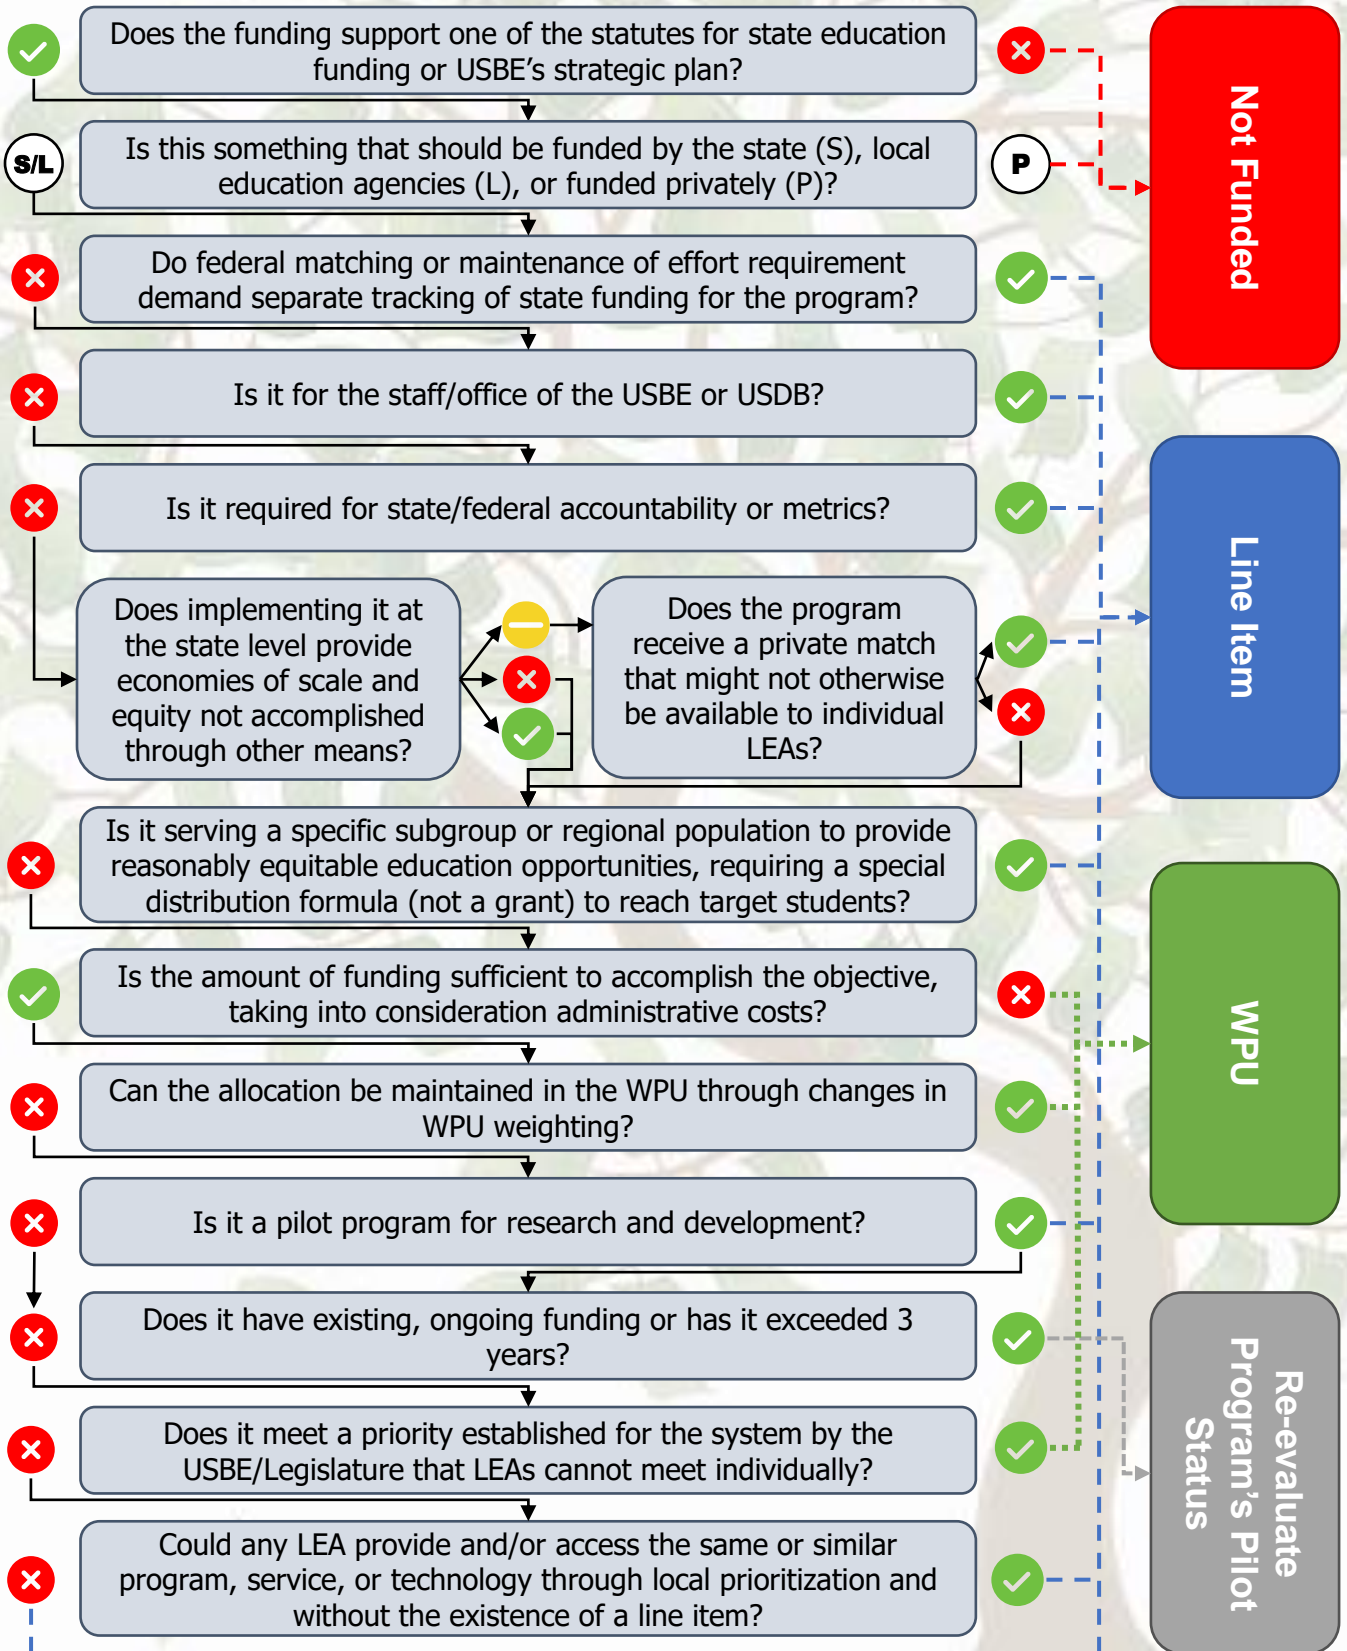 Does the funding support one of the statutes for state education
funding or USBE's strategic plan?
S/L
Is this something that should be funded by the state (S), local
education agencies (L), or funded privately (P)?
P
Not Funded
Do federal matching or maintenance of effort requirement
demand separate tracking of state funding for the program?
Is it for the staff/office of the USBE or USDB?
Is it required for state/federal accountability or metrics?
Line Item
Does implementing it at
the state level provide
economies of scale and
equity not accomplished
through other means?
Does the program
receive a private match
that might not otherwise
be available to individual
LEAs?
Is it serving a specific subgroup or regional population to provide
reasonably equitable education opportunities, requiring a special
distribution formula (not a grant) to reach target students?
Is the amount of funding sufficient to accomplish the objective,
taking into consideration administrative costs?
WPU
Can the allocation be maintained in the WPU through changes in
WPU weighting?
Is it a pilot program for research and development?
Does it have existing, ongoing funding or has it exceeded 3
years?
Does it meet a priority established for the system by the
USBE/Legislature that LEAs cannot meet individually?
Re-evaluate
Program's Pilot
Status
Could any LEA provide and/or access the same or similar
program, service, or technology through local prioritization and
without the existence of a line item?